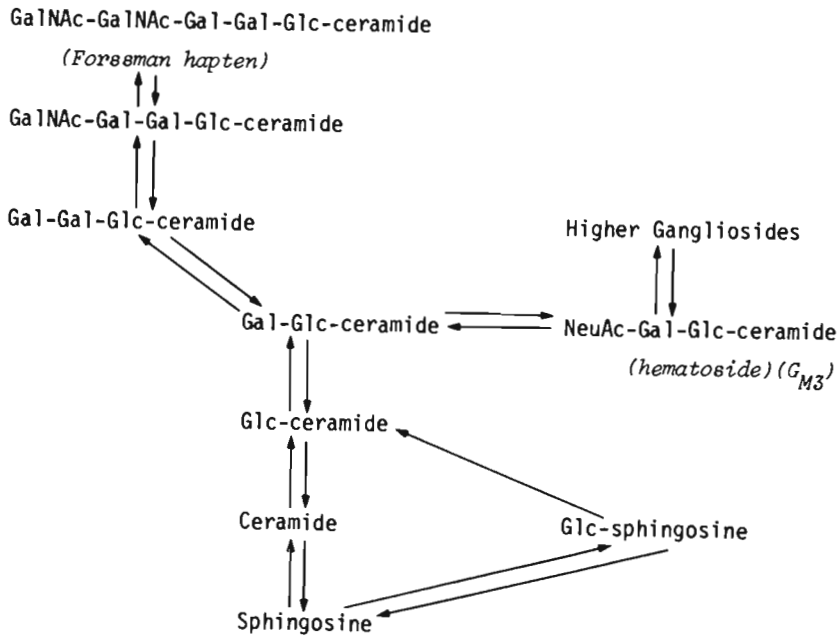 GalNAc-GalNAc-Gal-Gal-Glc-ceramide
(Forssman hapten)
GalNAc-Gal-Gal-Glc-ceramide
Gal-Gal-Glc-ceramide
Higher Gangliosides
Gal-Glc-ceramide
NeuAc-Gal-Glc-ceramide
(hematoside)(GM3)
Glc-ceramide
Ceramide
Glc-sphingosine
Sphingosine